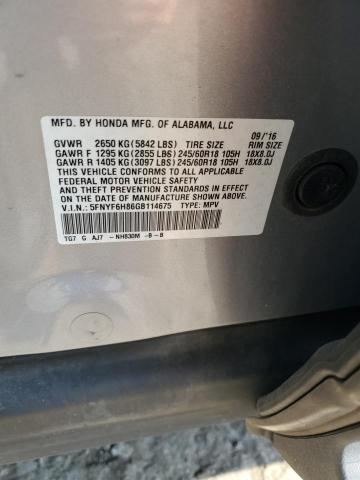 MFD. BY HONDA MFG. OF ALABAMA, LLC 09/'16
GVWR 2650 KG (5842 LBS) TIRE SIZE RIM SIZE
GAWR F 1295 KG (2855 LBS) 245/60R18 105H 18X8.0J
GAWR R 1405 KG (3097 LBS) 245/60R18 105H 18X8.0J
THIS VEHICLE CONFORMS TO ALL APPLICABLE
FEDERAL MOTOR VEHICLE SAFETY
AND THEFT PREVENTION STANDARDS IN EFFECT
ON THE DATE OF MANUFACTURE SHOWN ABOVE.
V.I.N.: 5FNYF6H86GB114675 TYPE: MPV
TG7 G AJ7 -NH830M -B - B